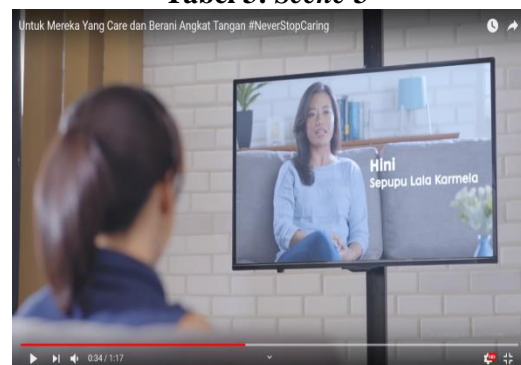 Tabel 3. Scene 3
Untuk Mereka Yang Care dan Berani Angkat Tangan #NeverStopCaring
Hini
Sepupu Lala Karmela
0:34 / 1:17